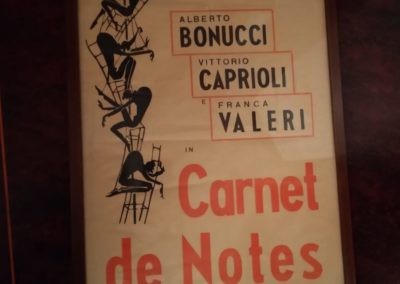 ALBERTO
BONUCCI
VITTORIO
CAPRIOLI
E FRANCA
VALERI
IN
Carnet
de Notes